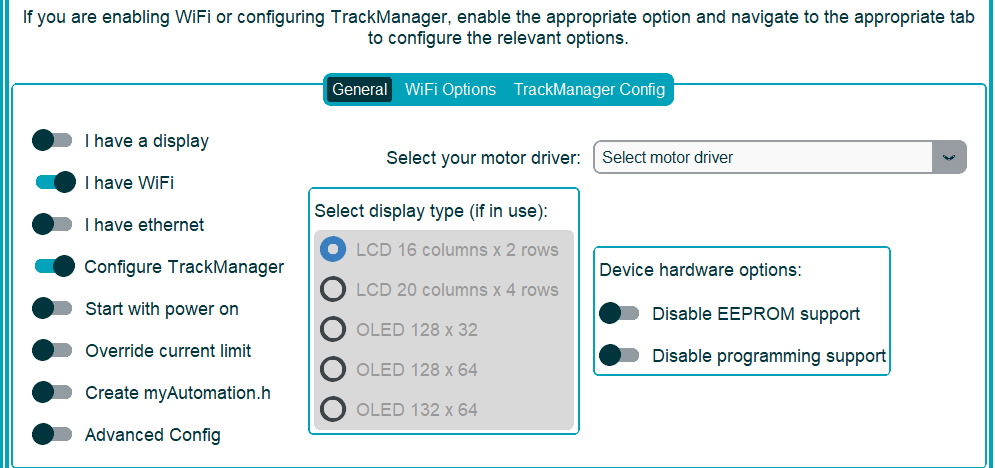 If you are enabling WiFi or configuring TrackManager, enable the appropriate option and navigate to the appropriate tab
to configure the relevant options.
General WiFi Options TrackManager Config
I have a display
I have WiFi
I have ethernet
Configure TrackManager
Start with power on
Override current limit
Create myAutomation.h
Advanced Config
Select your motor driver: Select motor driver
Select display type (if in use):
LCD 16 columns x 2 rows
LCD 20 columns x 4 rows
OLED 128 x 32
OLED 128 x 64
OLED 132 x 64
Device hardware options:
Disable EEPROM support
Disable programming support